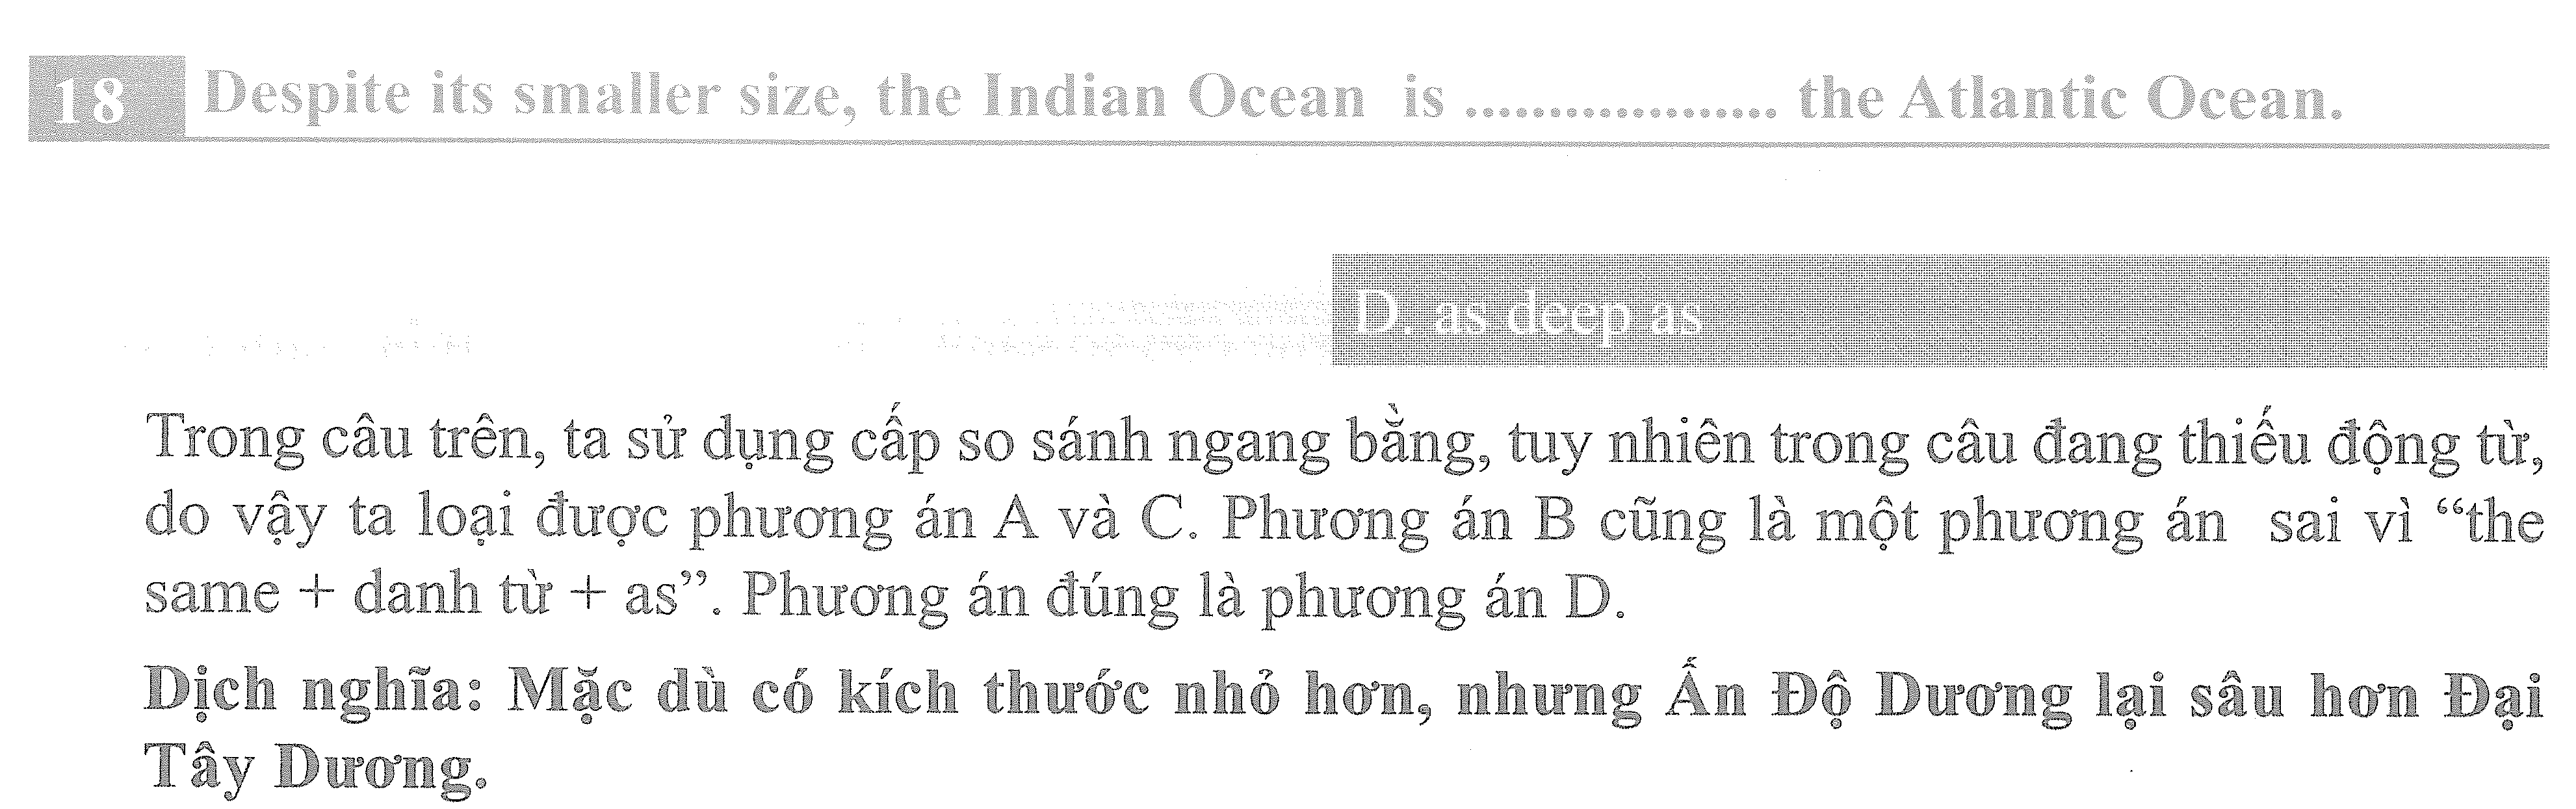 18 Despite its smaller size, the Indian Ocean is .................. the Atlantic Ocean.
D. as deep as
Trong câu trên, ta sử dụng cấp so sánh ngang bằng, tuy nhiên trong câu đang thiếu động từ,
do vậy ta loại được phương án A và C. Phương án B cũng là một phương án sai vì “the
same + danh từ + as”. Phương án đúng là phương án D.
Dịch nghĩa: Mặc dù có kích thước nhỏ hơn, nhưng Ấn Độ Dương lại sâu hơn Đại
Tây Dương.